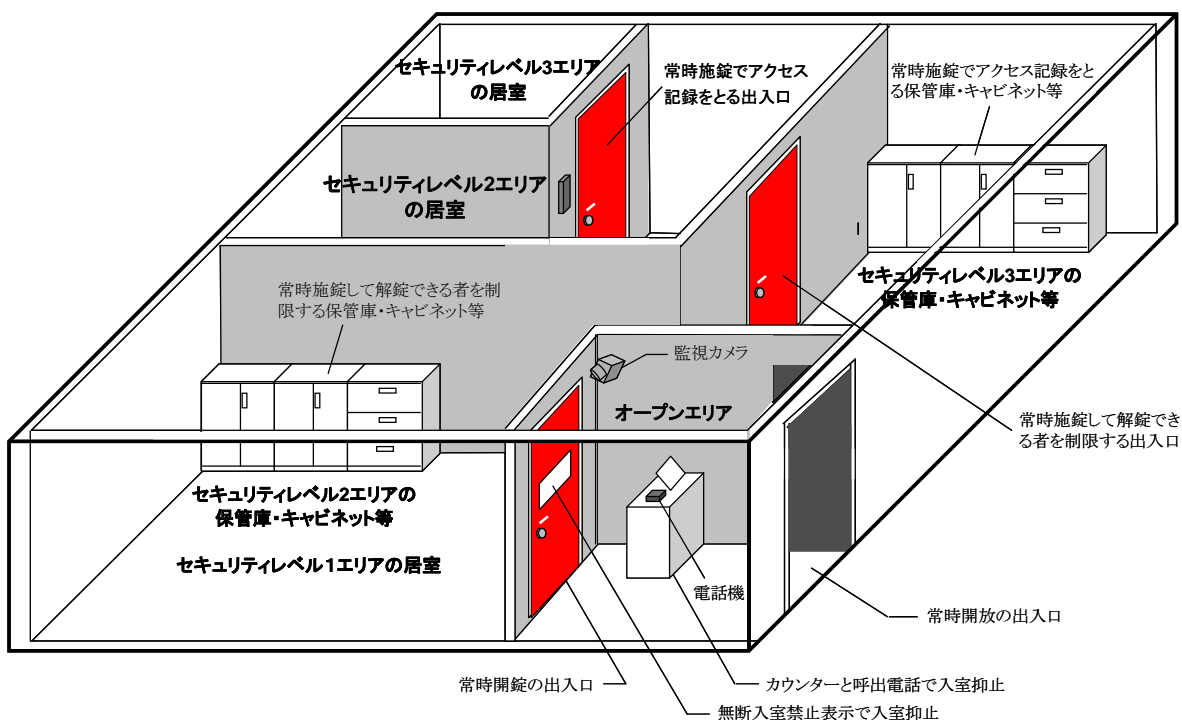 セキュリティレベル3エリア
の居室
常時施錠でアクセス
記録をとる出入口
常時施錠でアクセス記録をと
る保管庫・キャビネット等
セキュリティレベル2エリア
の居室
セキュリティレベル3エリアの
保管庫・キャビネット等
常時施錠して解錠できる者を制
限する保管庫・キャビネット等
監視カメラ
オープンエリア
常時施錠して解錠でき
る者を制限する出入口
セキュリティレベル2エリアの
保管庫・キャビネット等
セキュリティレベル1エリアの居室
電話機
常時開放の出入口
常時開錠の出入口
カウンターと呼出電話で入室抑止
無断入室禁止表示で入室抑止